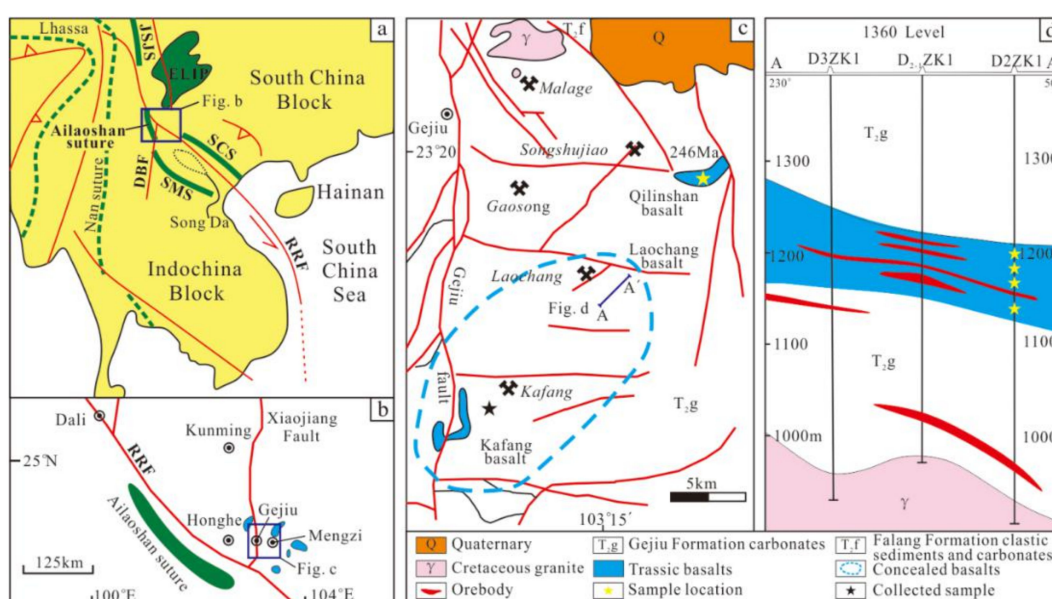 a
Lhassa
JSJS
ELIP
South China
Block
Fig. b
Ailaoshan
suture
SCS
DBF
SMS
Nan suture
Song Da
Hainan
RRF
South
China
Sea
Indochina
Block
b
Dali
Kunming
Xiaojiang
Fault
25°N
RRF
Ailaoshan suture
Honghe
Gejiu
Mengzi
Fig. c
125km
100°E
104°E
c
γ
T₂f
Q
Malage
Gejiu
23°20
Songshujiao
246Ma
Qilinshan
basalt
Gaosong
Laochang
basalt
Laochang
A´
Fig. d
A
Gejiu
fault
Kafang
T₂g
Kafang
basalt
5km
103°15´
d
1360 Level
A D3ZK1 D₂₋₁ZK1 D2ZK1 A
230°
T₂g
1300
1300
1200
1200
1100
1100
T₂g
1000m
1000
γ
Q Quaternary
T₂g Gejiu Formation carbonates
T₂f Falang Formation clastic
sediments and carbonates
γ Cretaceous granite
Trassic basalts
Concealed basalts
Orebody
Sample location
Collected sample